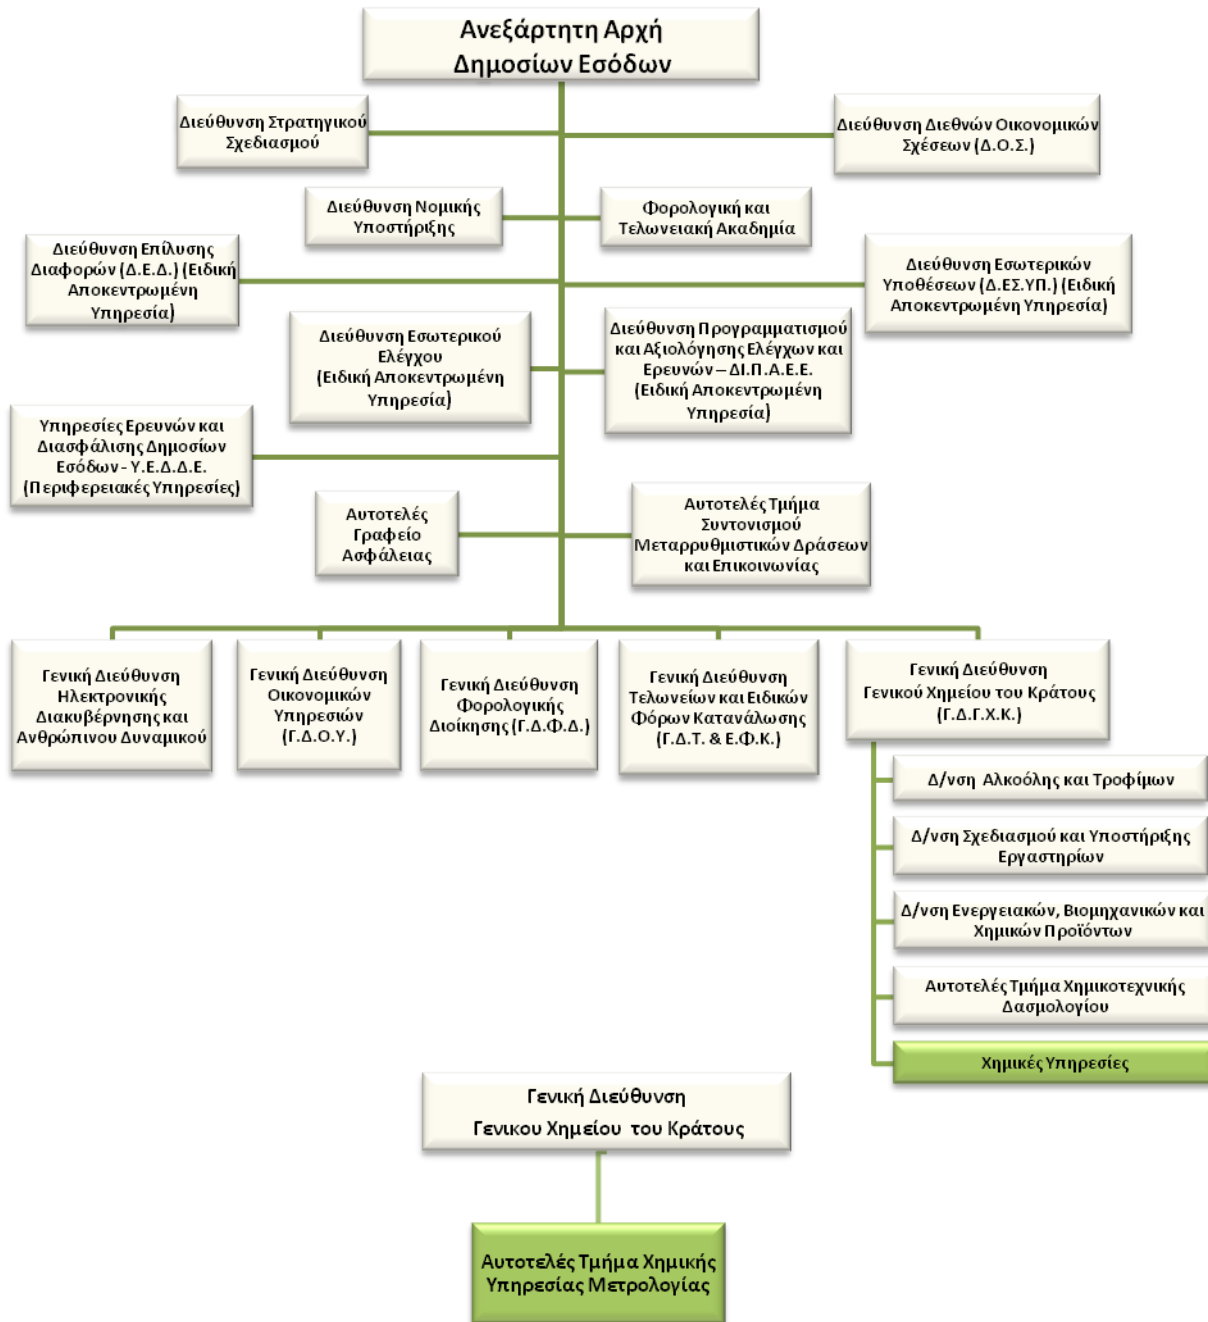 Ανεξάρτητη Αρχή
Δημοσίων Εσόδων
Διεύθυνση Στρατηγικού
Σχεδιασμού
Διεύθυνση Διεθνών Οικονομικών
Σχέσεων (Δ.Ο.Σ.)
Διεύθυνση Νομικής
Υποστήριξης
Φορολογική και
Τελωνειακή Ακαδημία
Διεύθυνση Επίλυσης
Διαφορών (Δ.Ε.Δ.) (Ειδική
Αποκεντρωμένη
Υπηρεσία)
Διεύθυνση Εσωτερικών
Υποθέσεων (Δ.ΕΣ.ΥΠ.) (Ειδική
Αποκεντρωμένη Υπηρεσία)
Διεύθυνση Εσωτερικού
Ελέγχου
(Ειδική Αποκεντρωμένη
Υπηρεσία)
Διεύθυνση Προγραμματισμού
και Αξιολόγησης Ελέγχων και
Ερευνών – ΔΙ.Π.Α.Ε.Ε.
(Ειδική Αποκεντρωμένη
Υπηρεσία)
Υπηρεσίες Ερευνών και
Διασφάλισης Δημοσίων
Εσόδων - Υ.Ε.Δ.Δ.Ε.
(Περιφερειακές Υπηρεσίες)
Αυτοτελές
Γραφείο
Ασφάλειας
Αυτοτελές Τμήμα
Συντονισμού
Μεταρρυθμιστικών Δράσεων
και Επικοινωνίας
Γενική Διεύθυνση
Ηλεκτρονικής
Διακυβέρνησης και
Ανθρώπινου Δυναμικού
Γενική Διεύθυνση
Οικονομικών
Υπηρεσιών
(Γ.Δ.Ο.Υ.)
Γενική Διεύθυνση
Φορολογικής
Διοίκησης (Γ.Δ.Φ.Δ.)
Γενική Διεύθυνση
Τελωνείων και Ειδικών
Φόρων Κατανάλωσης
(Γ.Δ.Τ. & Ε.Φ.Κ.)
Γενική Διεύθυνση
Γενικού Χημείου του Κράτους
(Γ.Δ.Γ.Χ.Κ.)
Δ/νση Αλκοόλης και Τροφίμων
Δ/νση Σχεδιασμού και Υποστήριξης
Εργαστηρίων
Δ/νση Ενεργειακών, Βιομηχανικών και
Χημικών Προϊόντων
Αυτοτελές Τμήμα Χημικοτεχνικής
Δασμολογίου
Χημικές Υπηρεσίες
Γενική Διεύθυνση
Γενικου Χημείου του Κράτους
Αυτοτελές Τμήμα Χημικής
Υπηρεσίας Μετρολογίας